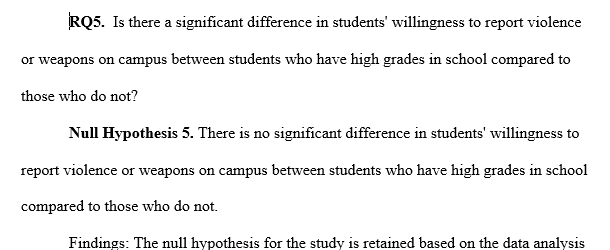 RQ5. Is there a significant difference in students' willingness to report violence
or weapons on campus between students who have high grades in school compared to
those who do not?
Null Hypothesis 5. There is no significant difference in students' willingness to
report violence or weapons on campus between students who have high grades in school
compared to those who do not.
Findings: The null hypothesis for the study is retained based on the data analysis